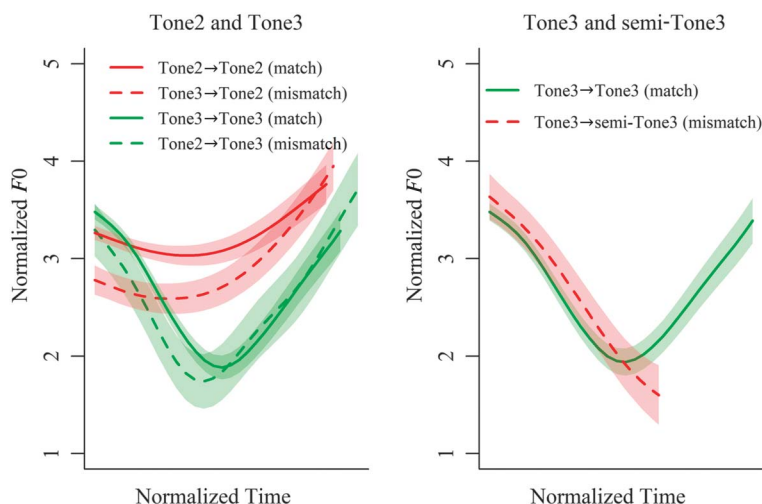 Tone2 and Tone3
Tone2→Tone2 (match)
Tone3→Tone2 (mismatch)
Tone3→Tone3 (match)
Tone2→Tone3 (mismatch)
5
4
3
2
1
Normalized F0
Normalized Time
Tone3 and semi-Tone3
Tone3→Tone3 (match)
Tone3→semi-Tone3 (mismatch)
5
4
3
2
1
Normalized F0
Normalized Time